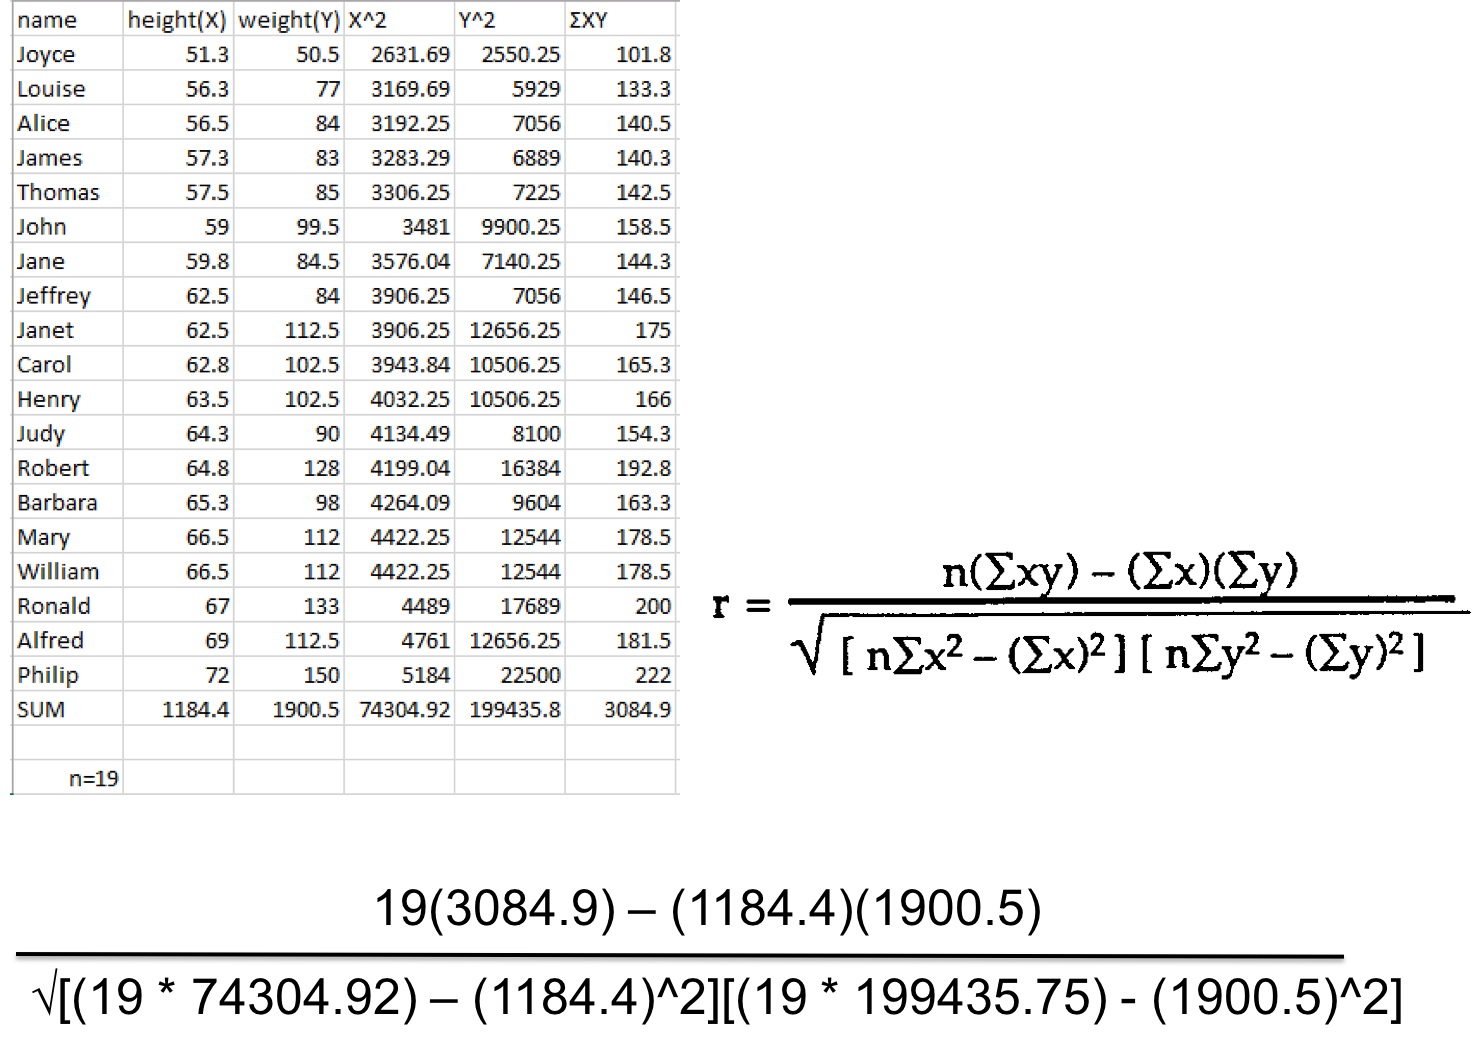 name height(X) weight(Y) X^2 Y^2 ΣXY
Joyce 51.3 50.5 2631.69 2550.25 101.8
Louise 56.3 77 3169.69 5929 133.3
Alice 56.5 84 3192.25 7056 140.5
James 57.3 83 3283.29 6889 140.3
Thomas 57.5 85 3306.25 7225 142.5
John 59 99.5 3481 9900.25 158.5
Jane 59.8 84.5 3576.04 7140.25 144.3
Jeffrey 62.5 84 3906.25 7056 146.5
Janet 62.5 112.5 3906.25 12656.25 175
Carol 62.8 102.5 3943.84 10506.25 165.3
Henry 63.5 102.5 4032.25 10506.25 166
Judy 64.3 90 4134.49 8100 154.3
Robert 64.8 128 4199.04 16384 192.8
Barbara 65.3 98 4264.09 9604 163.3
Mary 66.5 112 4422.25 12544 178.5
William 66.5 112 4422.25 12544 178.5
Ronald 67 133 4489 17689 200
Alfred 69 112.5 4761 12656.25 181.5
Philip 72 150 5184 22500 222
SUM 1184.4 1900.5 74304.92 199435.8 3084.9
n=19
n(Σxy) – (Σx)(Σy)
r =
√[ nΣx² – (Σx)² ] [ nΣy² – (Σy)² ]
19(3084.9) – (1184.4)(1900.5)
√[(19 * 74304.92) – (1184.4)^2][(19 * 199435.75) - (1900.5)^2]